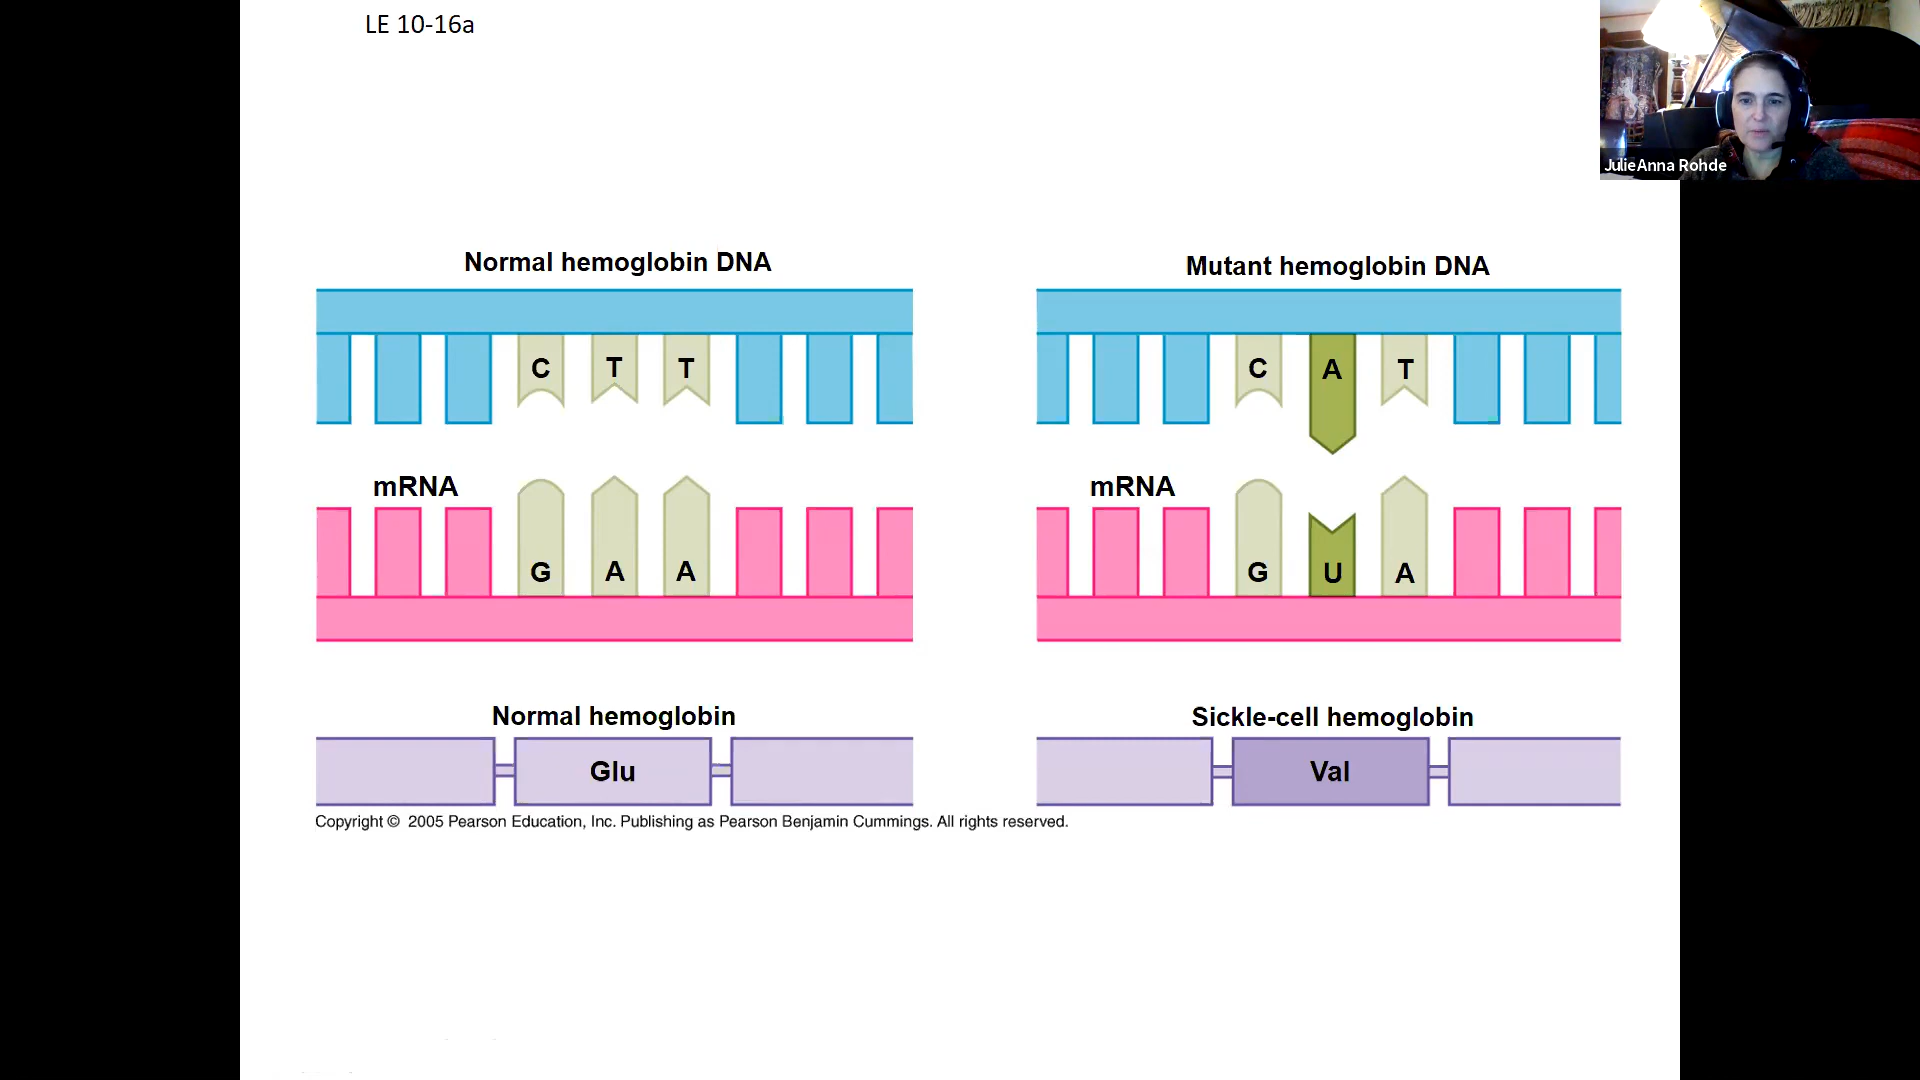 LE 10-16a
JulieAnna Rohde
Normal hemoglobin DNA
C T T
mRNA
G A A
Normal hemoglobin
Glu
Mutant hemoglobin DNA
C A T
mRNA
G U A
Sickle-cell hemoglobin
Val
Copyright © 2005 Pearson Education, Inc. Publishing as Pearson Benjamin Cummings. All rights reserved.